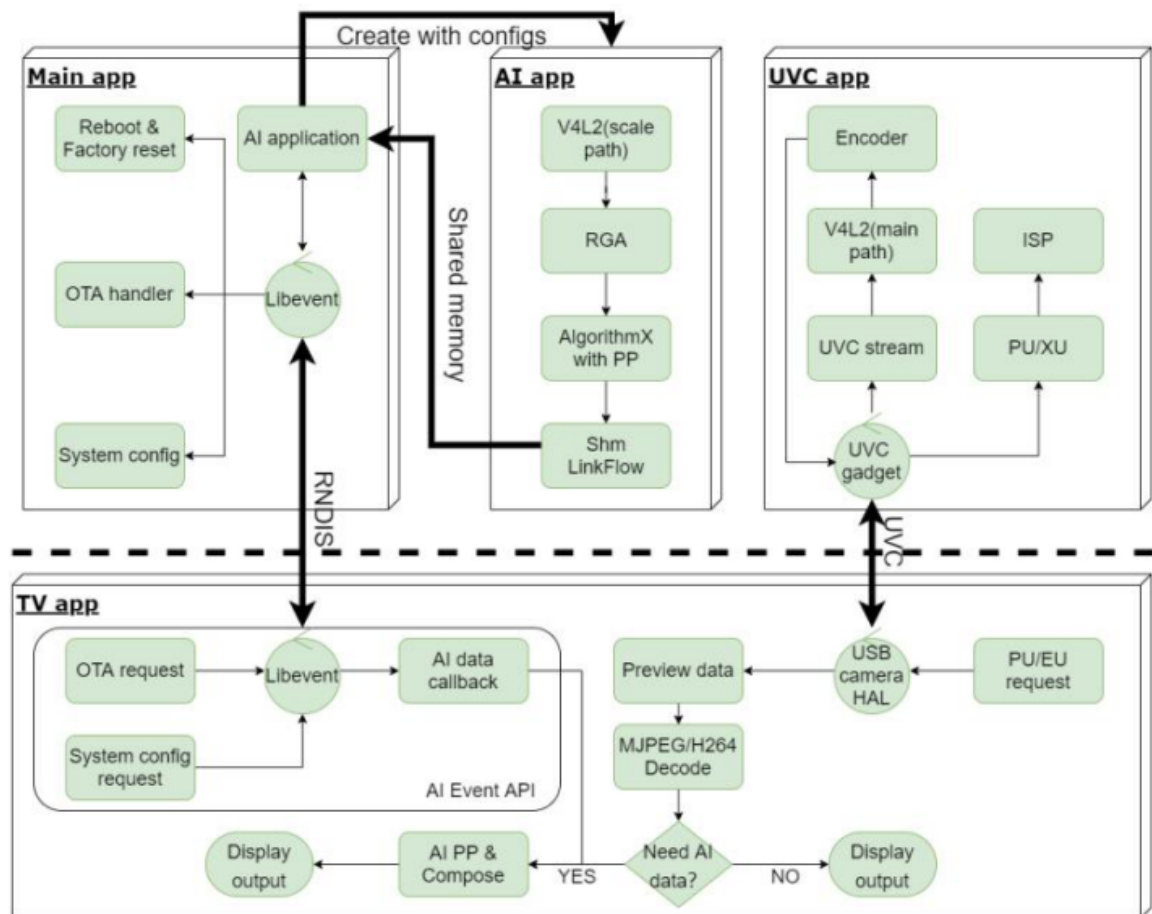 Create with configs
Main app
Reboot &
Factory reset
AI application
OTA handler
Libevent
System config
Shared memory
RNDIS
AI app
V4L2(scale
path)
RGA
AlgorithmX
with PP
Shm
LinkFlow
UVC app
Encoder
V4L2(main
path)
ISP
UVC stream
PU/XU
UVC
gadget
UVC
TV app
OTA request
Libevent
AI data
callback
System config
request
AI Event API
Preview data
USB
camera
HAL
PU/EU
request
MJPEG/H264
Decode
Display
output
AI PP &
Compose
YES
Need AI
data?
NO
Display
output